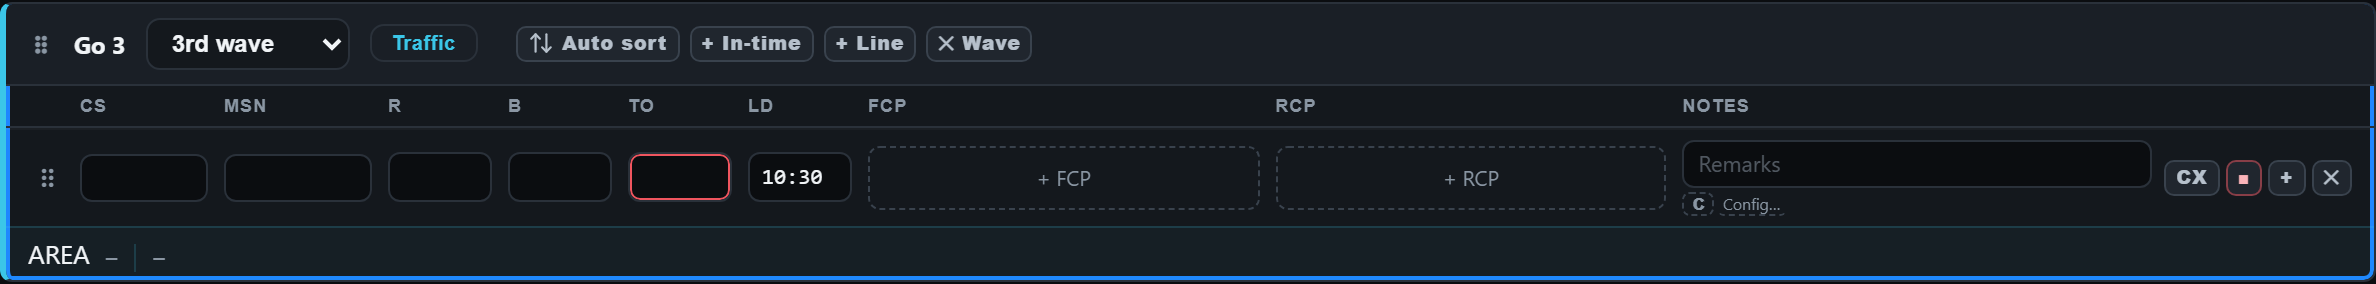 Go 3 3rd wave Traffic Auto sort + In-time + Line × Wave
CS MSN R B TO LD FCP RCP NOTES
10:30 + FCP + RCP Remarks CX + ×
C Config...
AREA – –